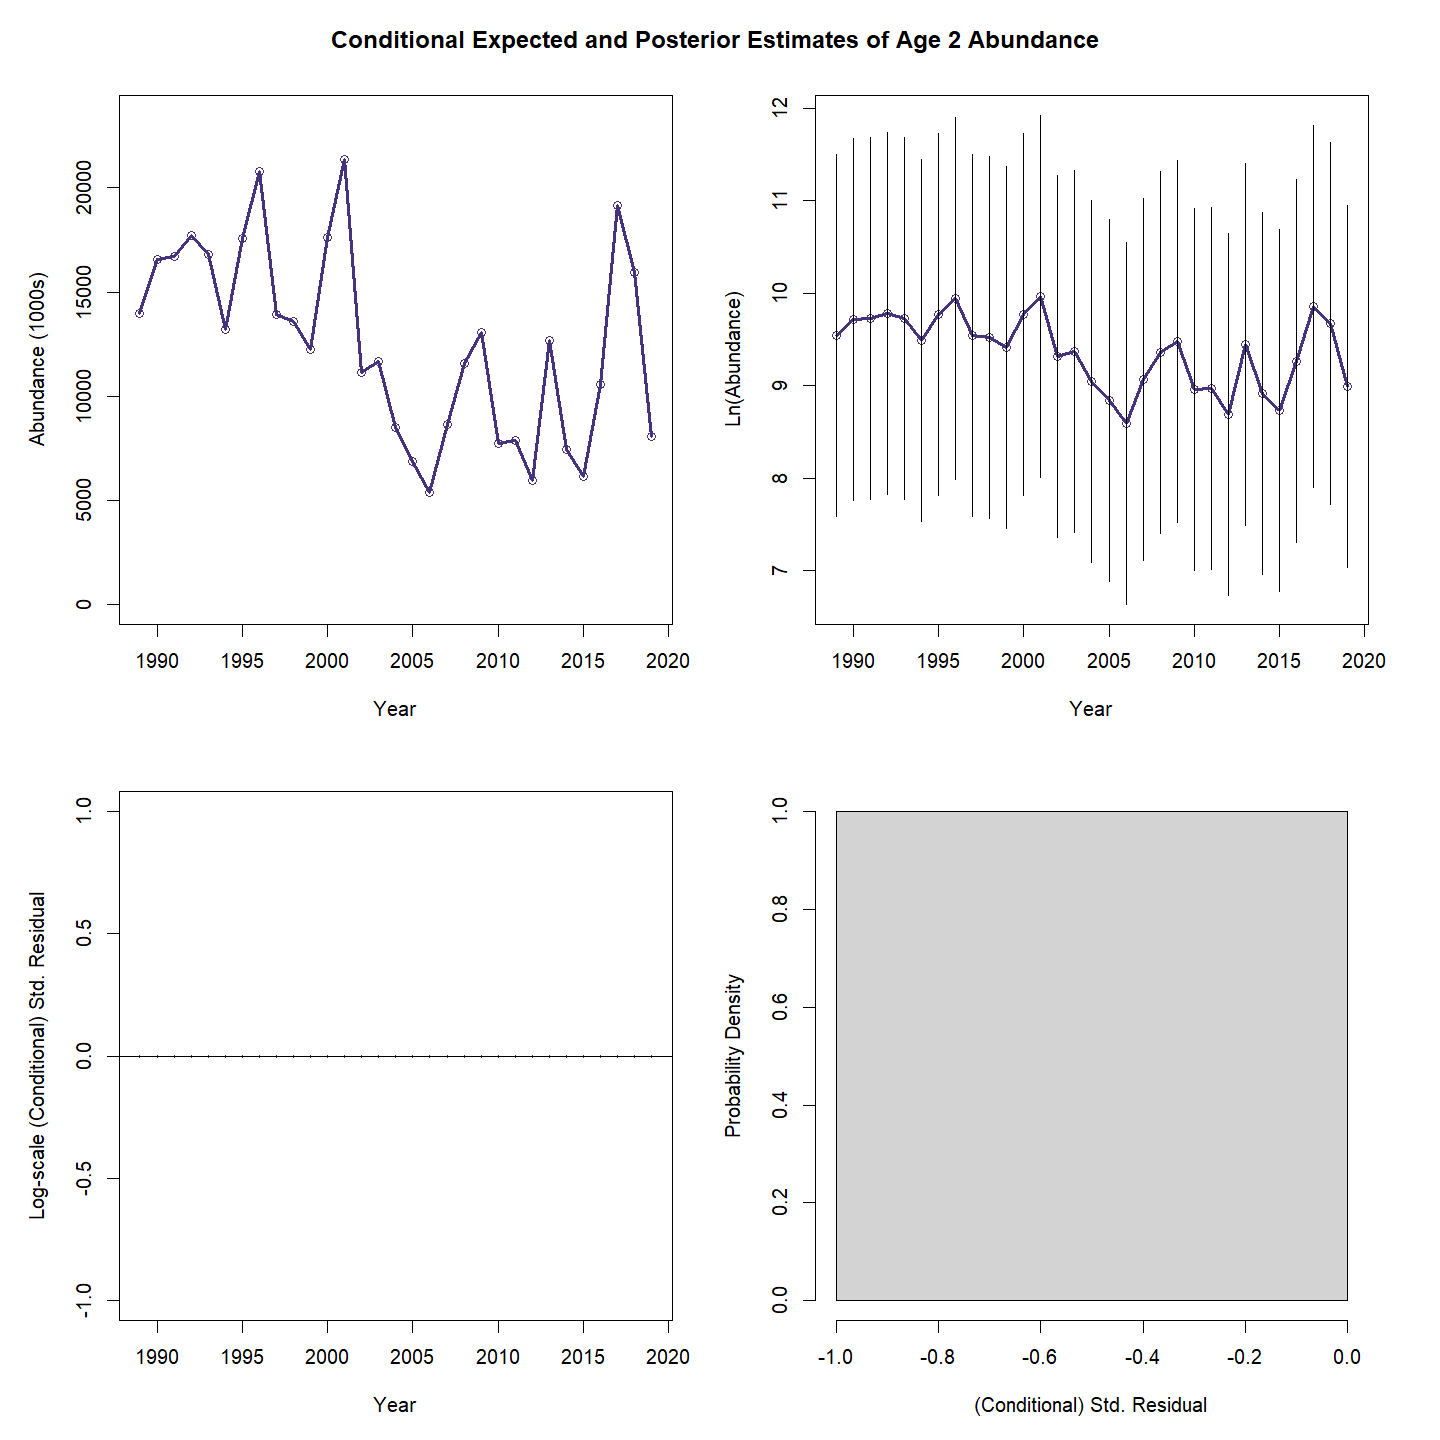 Conditional Expected and Posterior Estimates of Age 2 Abundance
Abundance (1000s)
20000
15000
10000
5000
0
1990 1995 2000 2005 2010 2015 2020
Year
Ln(Abundance)
12
11
10
9
8
7
1990 1995 2000 2005 2010 2015 2020
Year
Log-scale (Conditional) Std. Residual
1.0
0.5
0.0
-0.5
-1.0
1990 1995 2000 2005 2010 2015 2020
Year
Probability Density
1.0
0.8
0.6
0.4
0.2
0.0
-1.0 -0.8 -0.6 -0.4 -0.2 0.0
(Conditional) Std. Residual